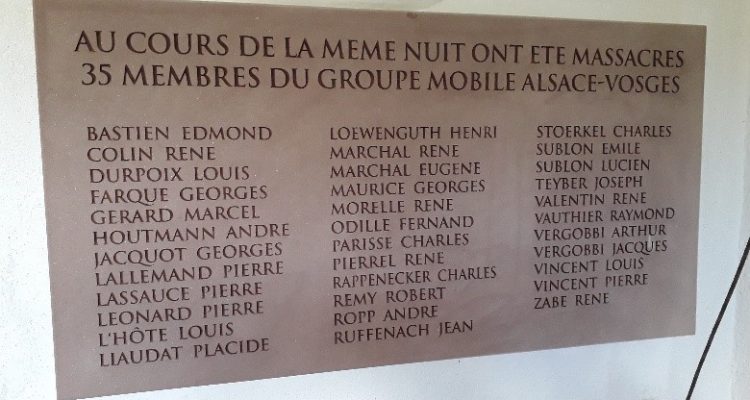 AU COURS DE LA MEME NUIT ONT ETE MASSACRES
35 MEMBRES DU GROUPE MOBILE ALSACE-VOSGES
BASTIEN EDMOND
COLIN RENE
DURPOIX LOUIS
FARQUE GEORGES
GERARD MARCEL
HOUTMANN ANDRE
JACQUOT GEORGES
LALLEMAND PIERRE
LASSAUCE PIERRE
LEONARD PIERRE
L'HÔTE LOUIS
LIAUDAT PLACIDE
LOEWENGUTH HENRI
MARCHAL RENE
MARCHAL EUGENE
MAURICE GEORGES
MORELLE RENE
ODILLE FERNAND
PARISSE CHARLES
PIERREL RENE
RAPPENECKER CHARLES
REMY ROBERT
ROPP ANDRE
RUFFENACH JEAN
STOERKEL CHARLES
SUBLON EMILE
SUBLON LUCIEN
TEYBER JOSEPH
VALENTIN RENE
VAUTHIER RAYMOND
VERGOBBI ARTHUR
VERGOBBI JACQUES
VINCENT LOUIS
VINCENT PIERRE
ZABE RENE